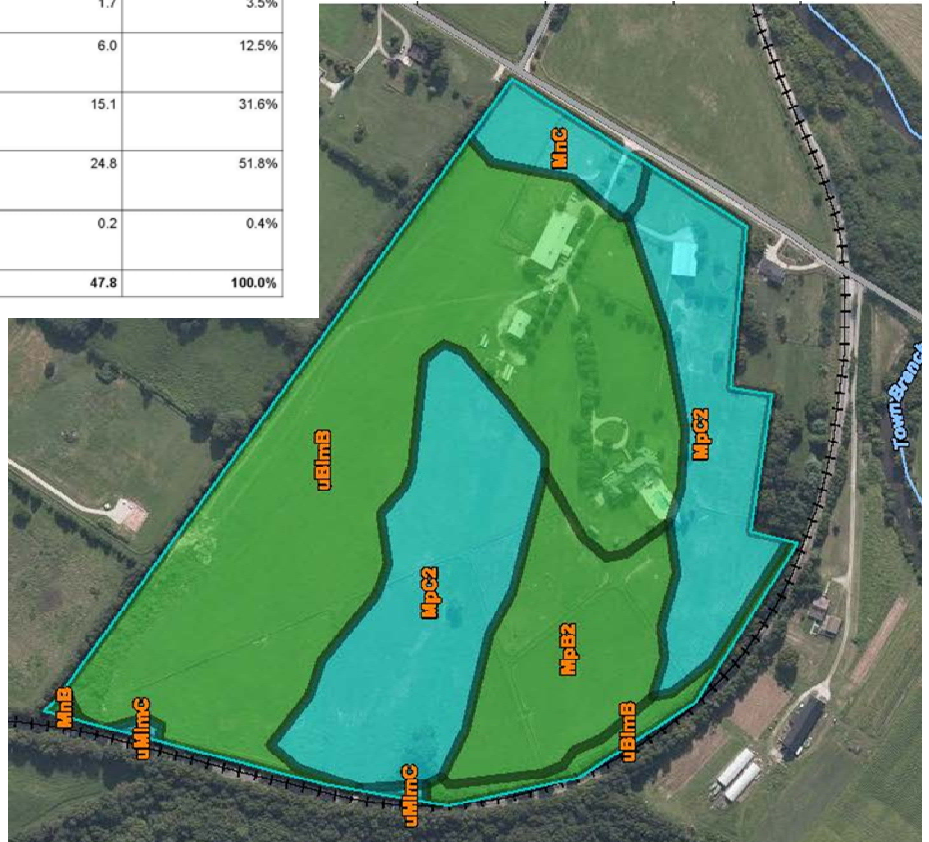 1.7 3.5%
6.0 12.5%
15.1 31.6%
24.8 51.8%
0.2 0.4%
47.8 100.0%
MnC
MpC2
uBlmB
Town Branch
MpC2
MpB2
MnB
uMlmC
uBlmB
uMlmC